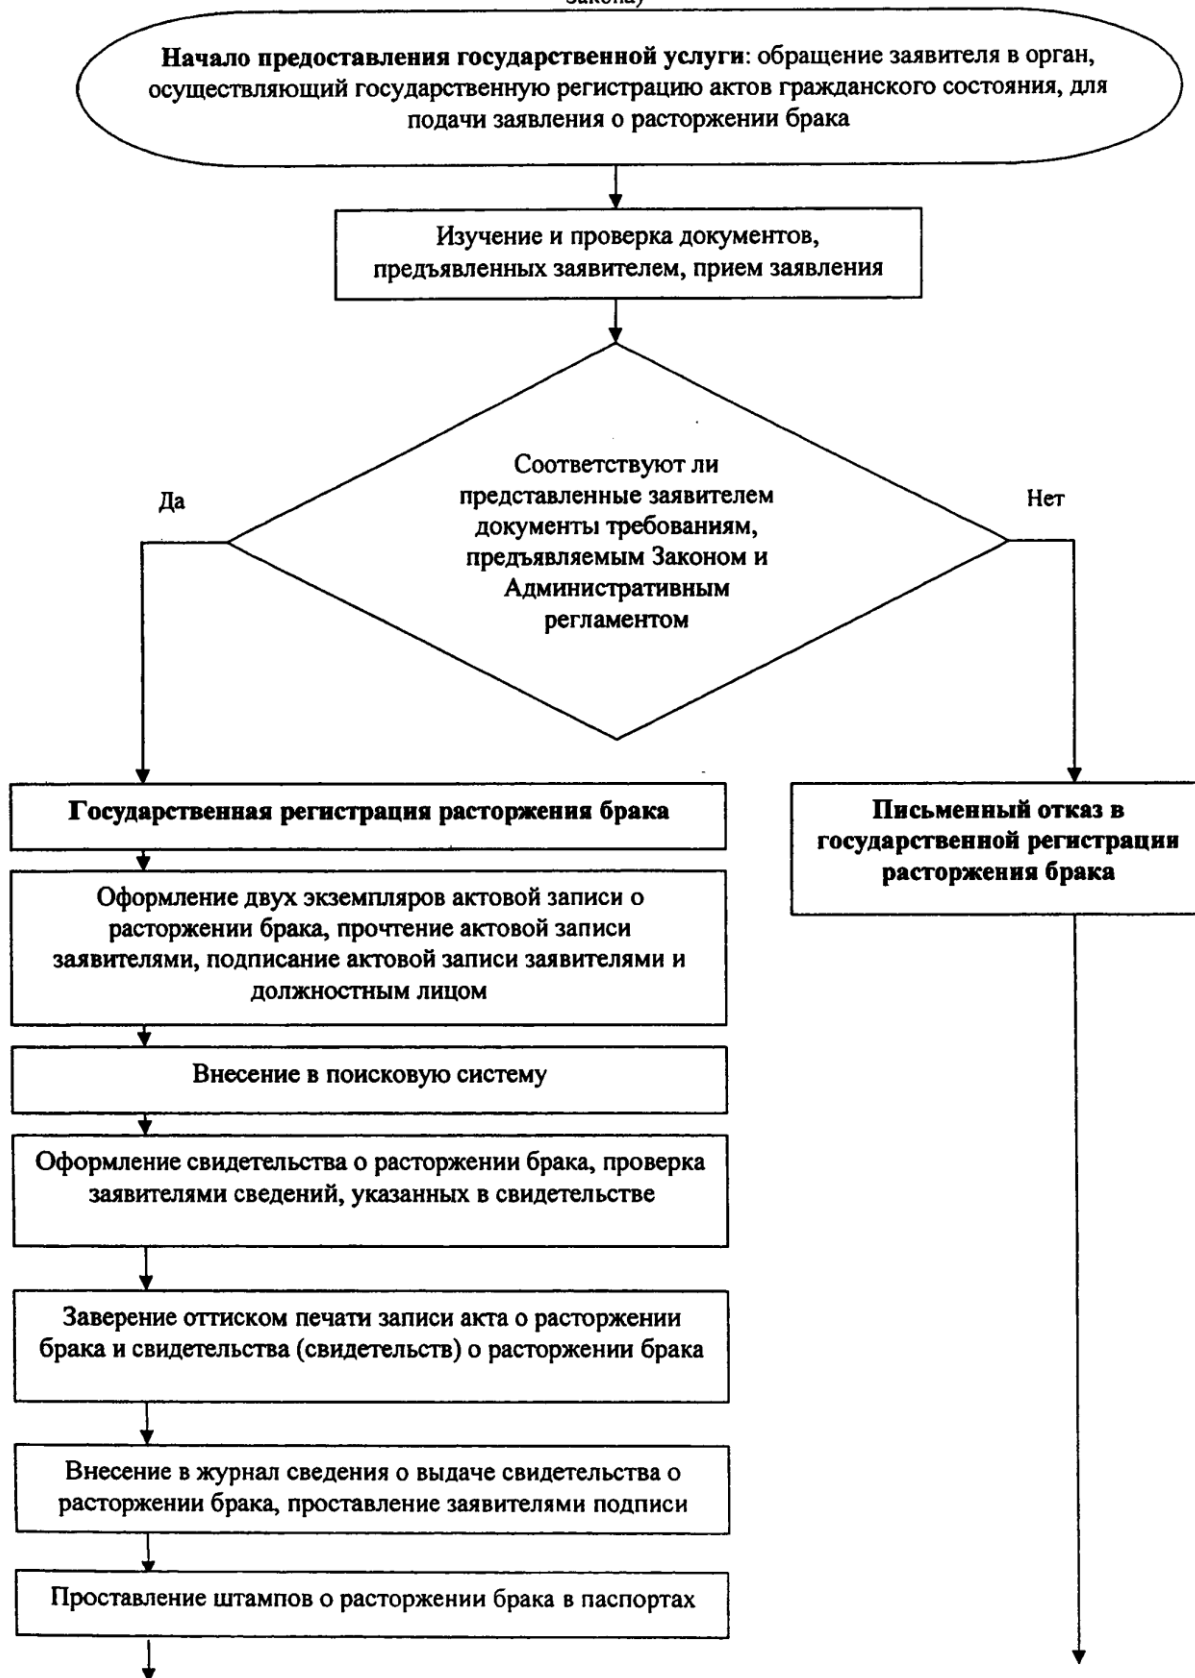 закона)
Начало предоставления государственной услуги: обращение заявителя в орган,
осуществляющий государственную регистрацию актов гражданского состояния, для
подачи заявления о расторжении брака
Изучение и проверка документов,
предъявленных заявителем, прием заявления
Соответствуют ли
представленные заявителем
документы требованиям,
предъявляемым Законом и
Административным
регламентом
Да
Нет
Государственная регистрация расторжения брака
Письменный отказ в
государственной регистрации
расторжения брака
Оформление двух экземпляров актовой записи о
расторжении брака, прочтение актовой записи
заявителями, подписание актовой записи заявителями и
должностным лицом
Внесение в поисковую систему
Оформление свидетельства о расторжении брака, проверка
заявителями сведений, указанных в свидетельстве
Заверение оттиском печати записи акта о расторжении
брака и свидетельства (свидетельств) о расторжении брака
Внесение в журнал сведения о выдаче свидетельства о
расторжении брака, проставление заявителями подписи
Проставление штампов о расторжении брака в паспортах